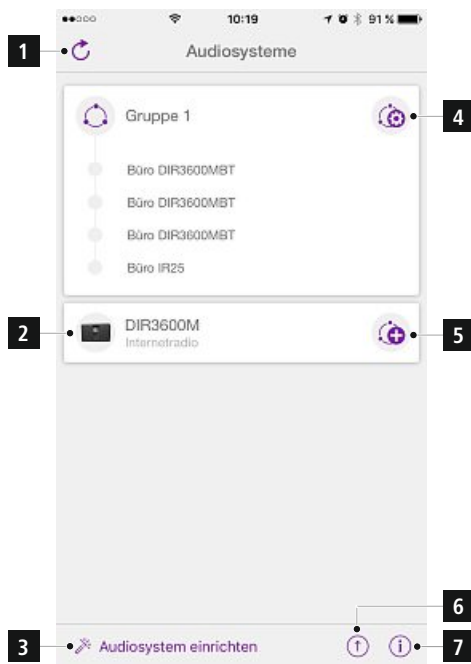 10:19 91 %
1 Audiosysteme
Gruppe 1 4
Büro DIR3600MBT
Büro DIR3600MBT
Büro DIR3600MBT
Büro IR25
2 DIR3600M 5
Internetradio
6
3 Audiosystem einrichten 7